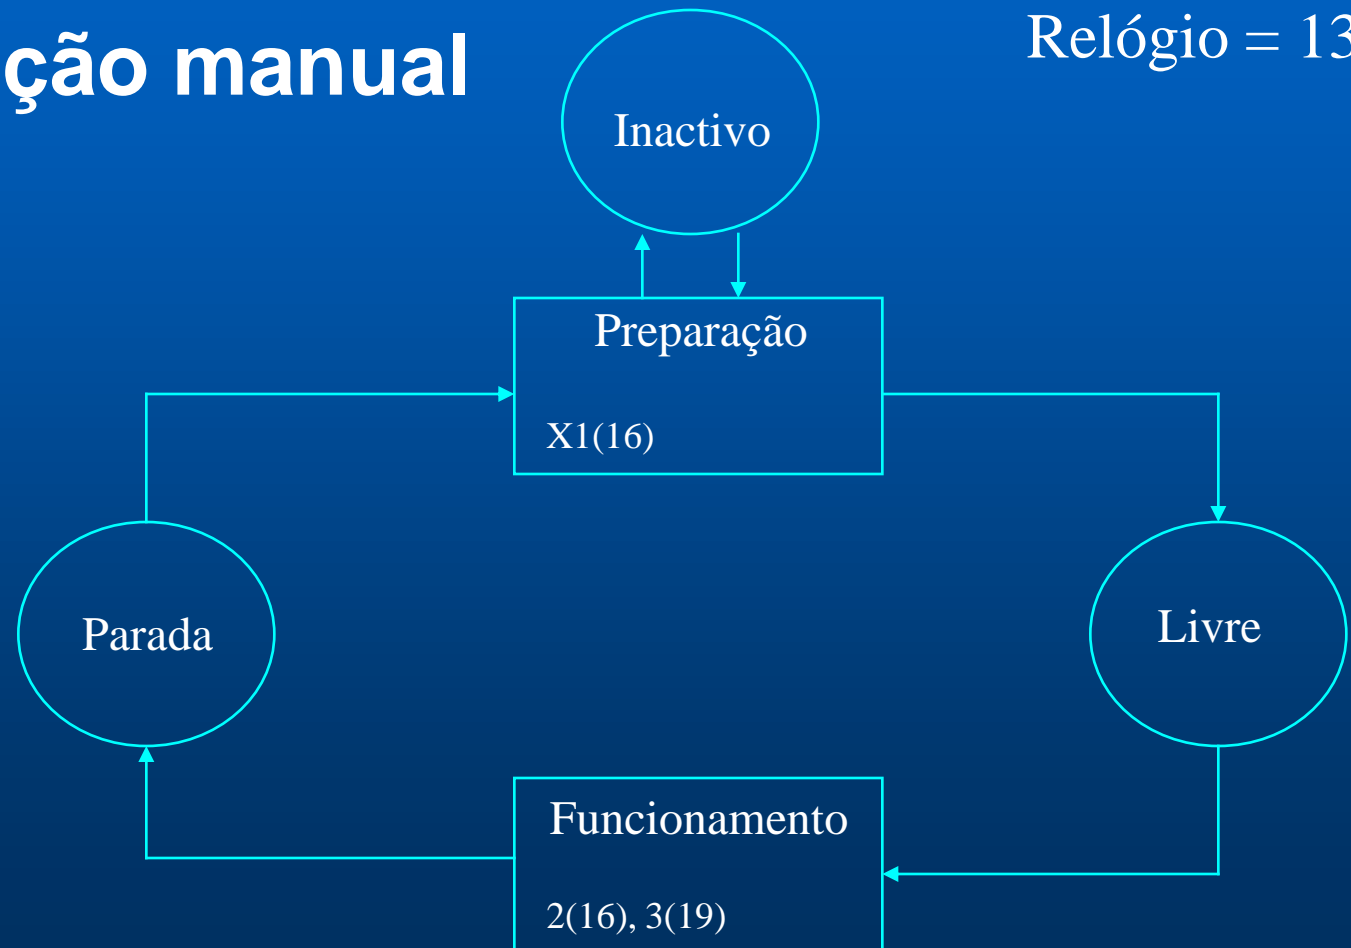 ção manual
Relógio = 13
Inactivo
Preparação
X1(16)
Parada
Livre
Funcionamento
2(16), 3(19)